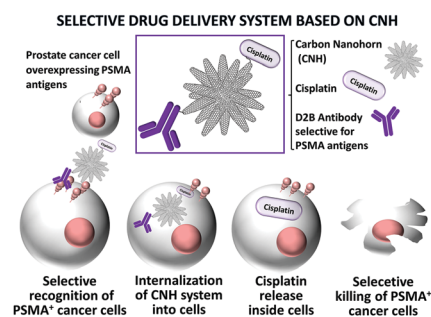 SELECTIVE DRUG DELIVERY SYSTEM BASED ON CNH
Prostate cancer cell
overexpressing PSMA
antigens
Cisplatin
Carbon Nanohorn
(CNH)
Cisplatin
Cisplatin
D2B Antibody
selective for
PSMA antigens
Cisplatin
Cisplatin
Cisplatin
Selective
recognition of
PSMA⁺ cancer cells
Internalization
of CNH system
into cells
Cisplatin
release
inside cells
Selecetive
killing of PSMA⁺
cancer cells